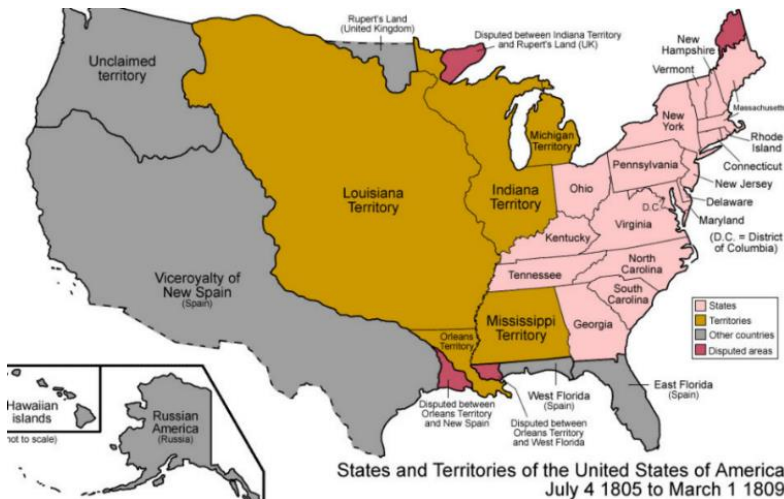 Rupert's Land
(United Kingdom)
Disputed between Indiana Territory
and Rupert's Land (UK)
New
Hampshire
Vermont
Unclaimed
territory
Massachusetts
New
York
Michigan
Territory
Rhode
Island
Connecticut
Pennsylvania
New Jersey
Louisiana
Territory
Indiana
Territory
Ohio
Delaware
D.C.
Maryland
Virginia
(D.C. = District
of Columbia)
Kentucky
Viceroyalty of
New Spain
(Spain)
North
Carolina
Tennessee
South
Carolina
States
Territories
Other countries
Disputed areas
Mississippi
Territory
Georgia
Orleans
Territory
Hawaiian
islands
not to scale)
Russian
America
(Russia)
Disputed between
Orleans Territory
and New Spain
Disputed between
Orleans Territory
and West Florida
West Florida
(Spain)
East Florida
(Spain)
States and Territories of the United States of America
July 4 1805 to March 1 1809